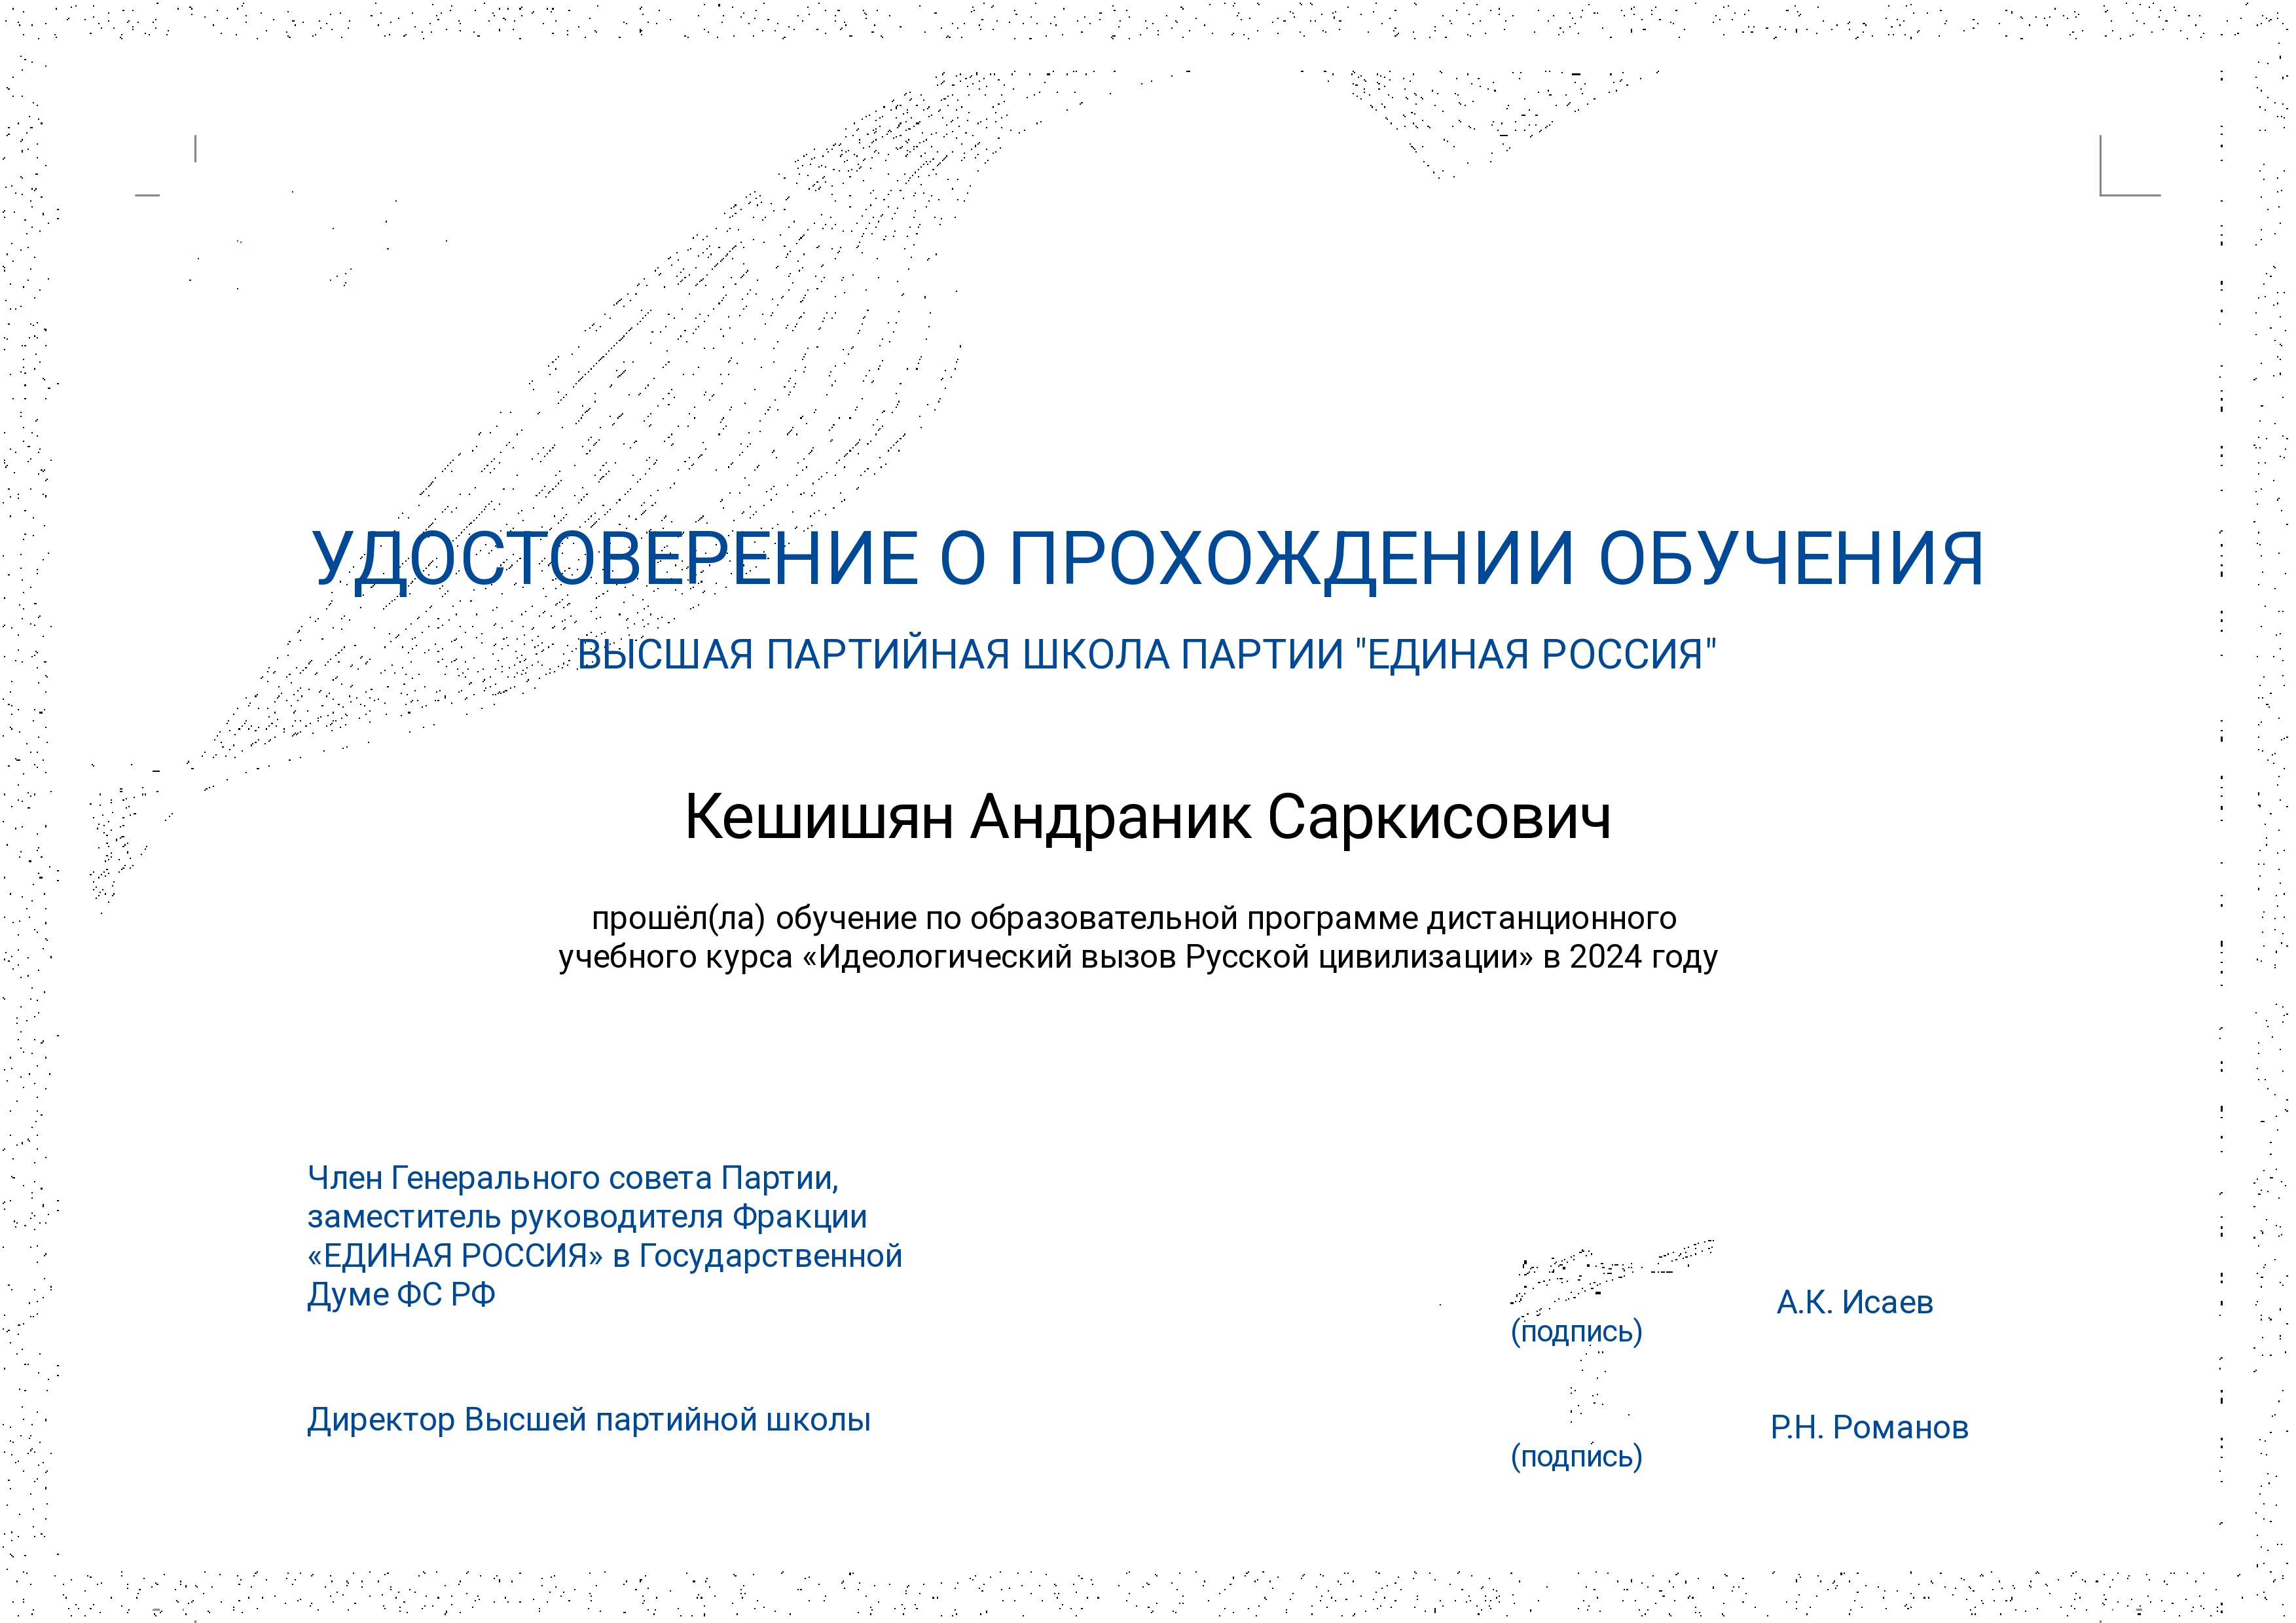 УДОСТОВЕРЕНИЕ О ПРОХОЖДЕНИИ ОБУЧЕНИЯ
ВЫСШАЯ ПАРТИЙНАЯ ШКОЛА ПАРТИИ "ЕДИНАЯ РОССИЯ"
Кешишян Андраник Саркисович
прошёл(ла) обучение по образовательной программе дистанционного
учебного курса «Идеологический вызов Русской цивилизации» в 2024 году
Член Генерального совета Партии,
заместитель руководителя Фракции
«ЕДИНАЯ РОССИЯ» в Государственной
Думе ФС РФ
А.К. Исаев
(подпись)
Директор Высшей партийной школы
Р.Н. Романов
(подпись)